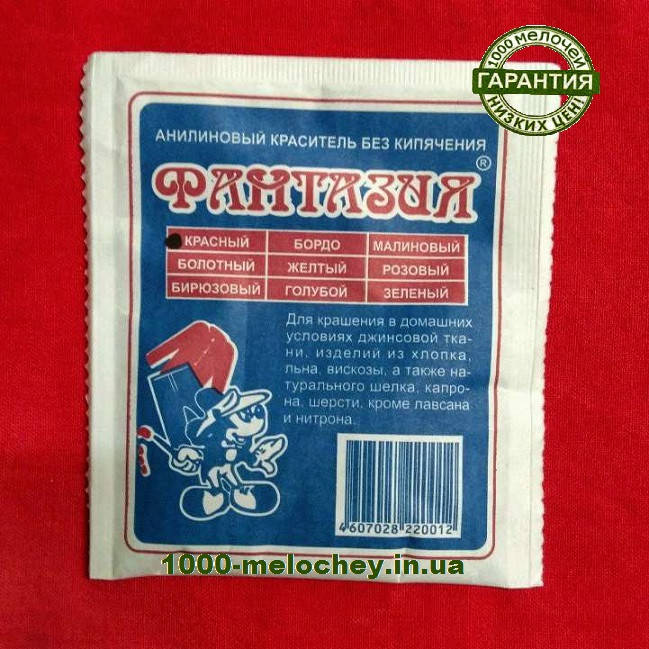 1000 мелочей
ГАРАНТИЯ
НИЗКИХ ЦЕН!
АНИЛИНОВЫЙ КРАСИТЕЛЬ БЕЗ КИПЯЧЕНИЯ
ФАНТАЗИЯ ®
КРАСНЫЙ БОРДО МАЛИНОВЫЙ
БОЛОТНЫЙ ЖЕЛТЫЙ РОЗОВЫЙ
БИРЮЗОВЫЙ ГОЛУБОЙ ЗЕЛЕНЫЙ
Для крашения в домашних
условиях джинсовой тка-
ни, изделий из хлопка,
льна, вискозы, а также на-
турального шелка, капро-
на, шерсти, кроме лавсана
и нитрона.
4607028 220012
1000-melochey.in.ua